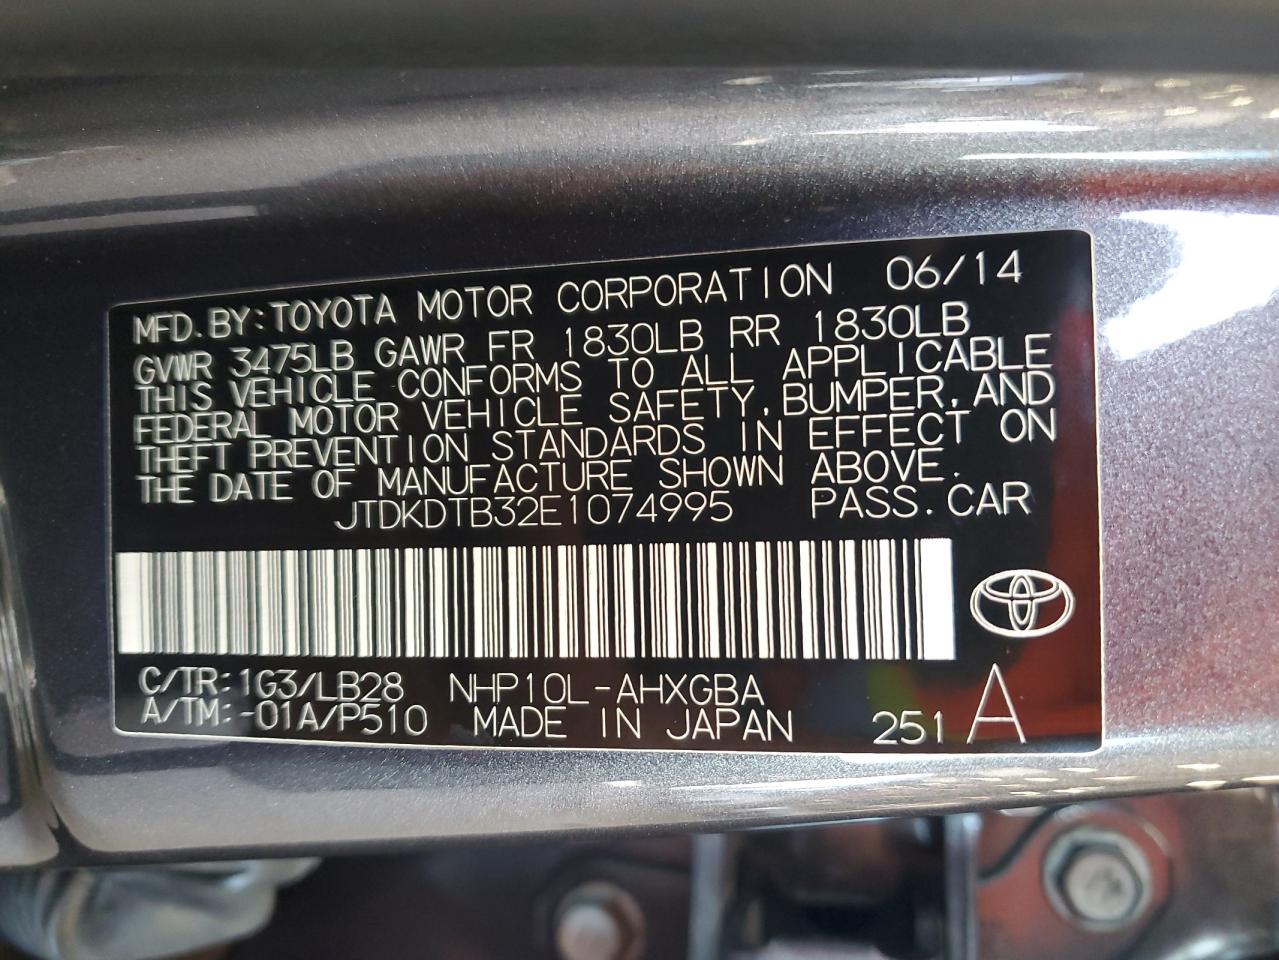 MFD.BY:TOYOTA MOTOR CORPORATION 06/14
GVWR 3475LB GAWR FR 1830LB RR 1830LB
THIS VEHICLE CONFORMS TO ALL APPLICABLE
FEDERAL MOTOR VEHICLE SAFETY,BUMPER,AND
THEFT PREVENTION STANDARDS IN EFFECT ON
THE DATE OF MANUFACTURE SHOWN ABOVE.
JTDKDTB32E1074995 PASS.CAR
C/TR:1G3/LB28 NHP10L-AHXGBA
A/TM:-01A/P510 MADE IN JAPAN 251 A